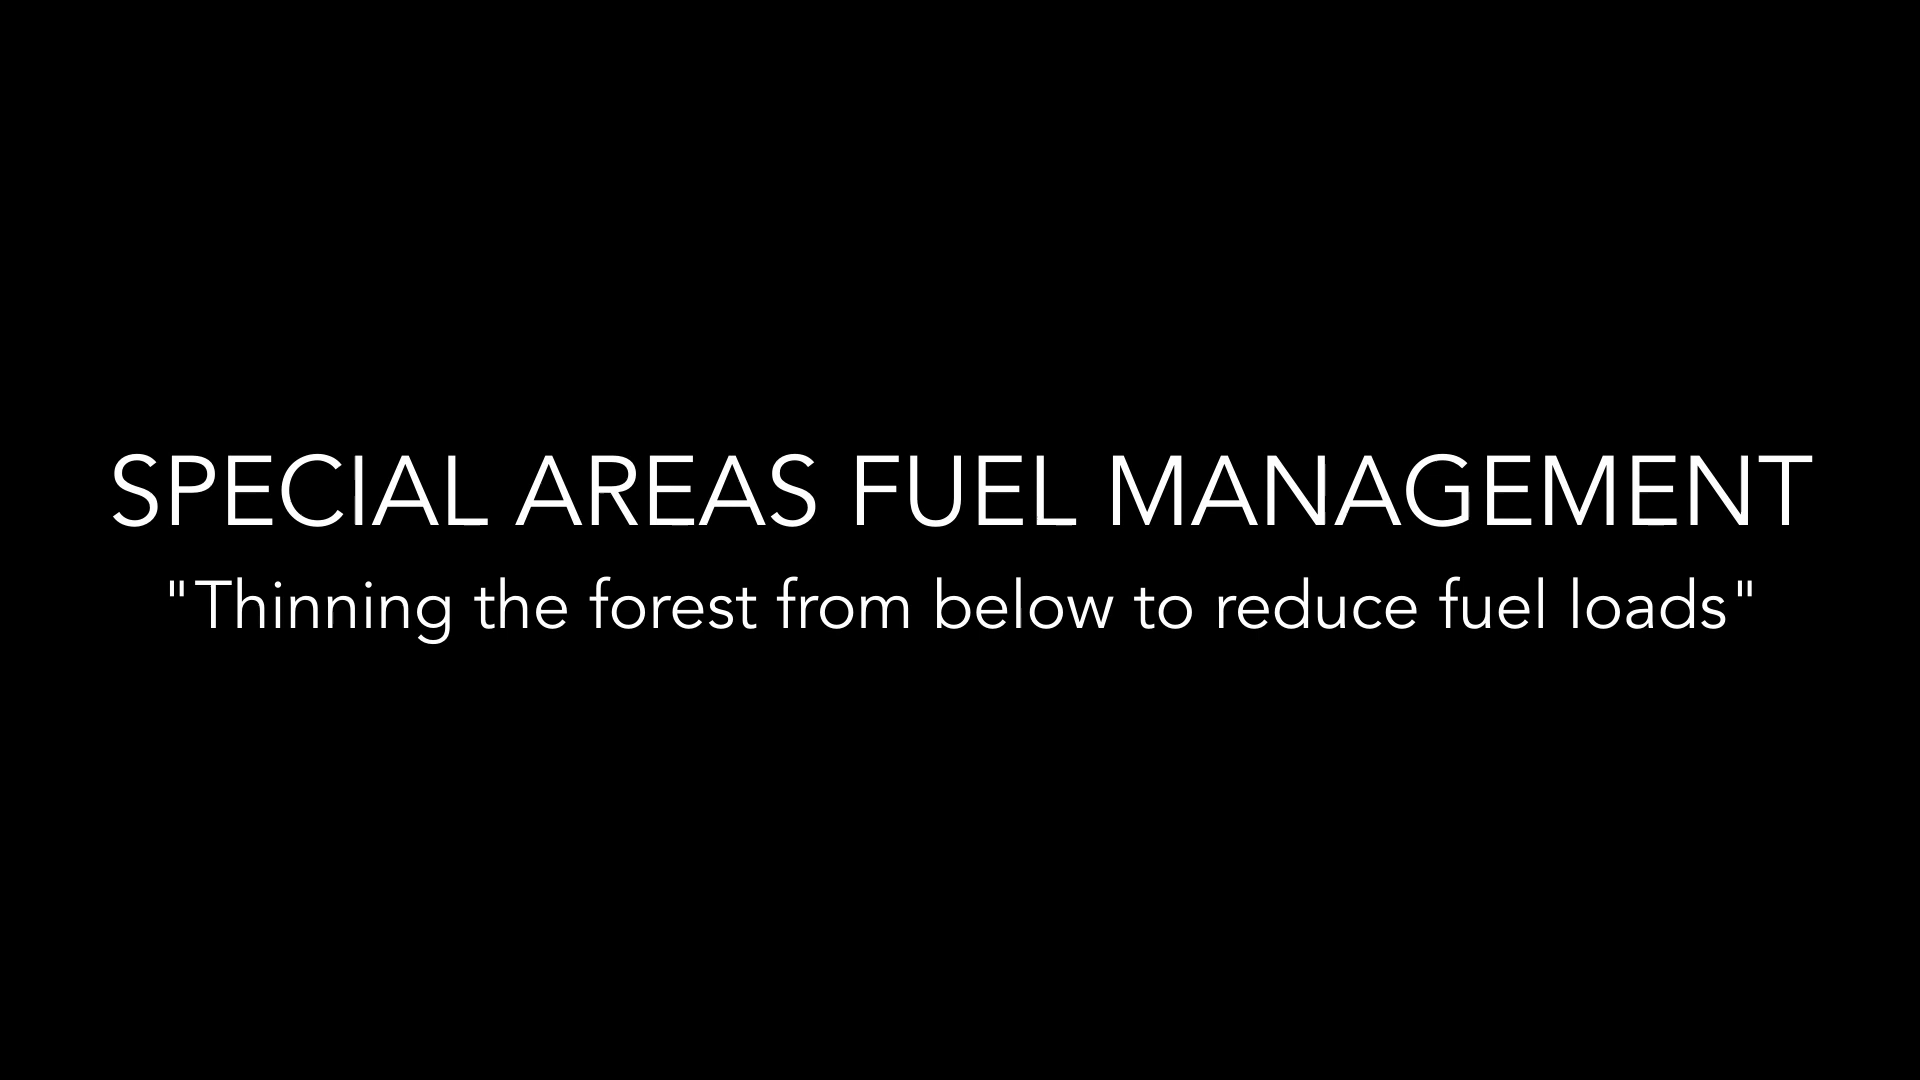 SPECIAL AREAS FUEL MANAGEMENT
"Thinning the forest from below to reduce fuel loads"